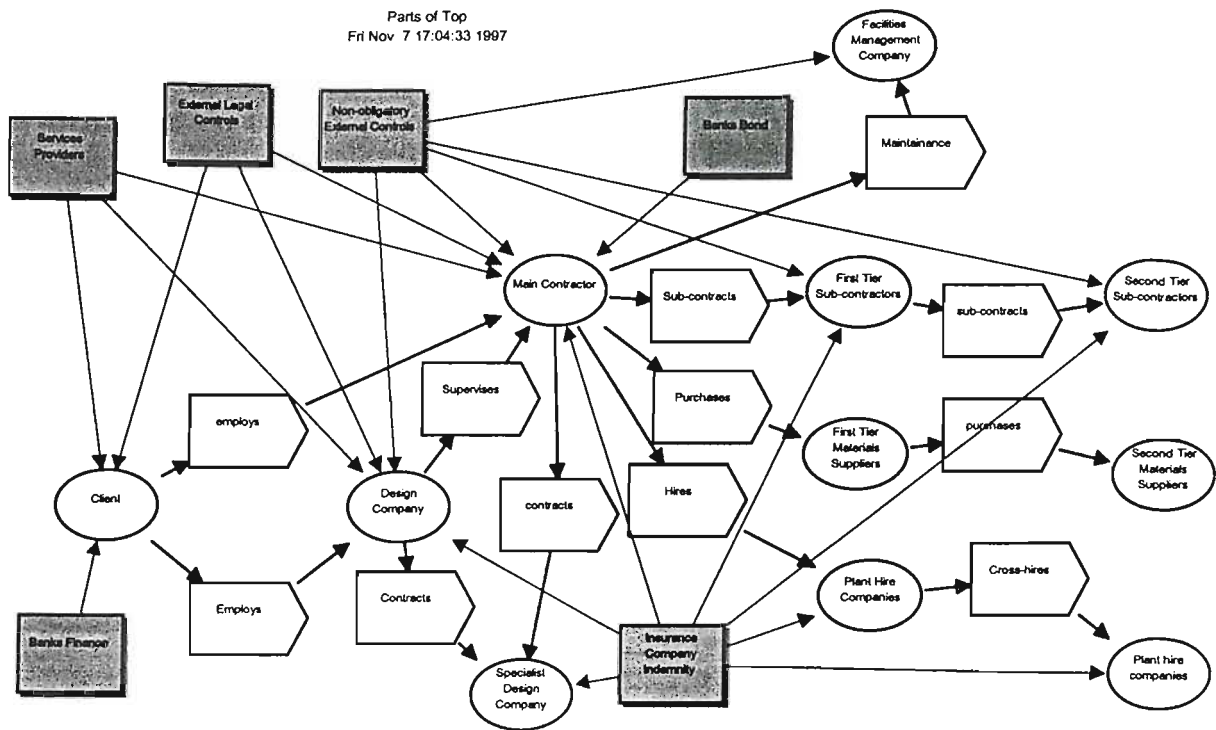 Parts of Top
Fri Nov 7 17:04:33 1997
Facilities
Management
Company
External Legal
Controls
Non-obligatory
External Controls
Banks Bond
Services
Providers
Maintainance
Main Contractor
Sub-contracts
First Tier
Sub-contractors
sub-contracts
Second Tier
Sub-contractors
Supervises
Purchases
employs
First Tier
Materials
Suppliers
purchases
Second Tier
Materials
Suppliers
Client
Design
Company
contracts
Hires
Employs
Contracts
Plant Hire
Companies
Cross-hires
Banks Finance
Insurance
Company
Indemnity
Specialist
Design
Company
Plant hire
companies